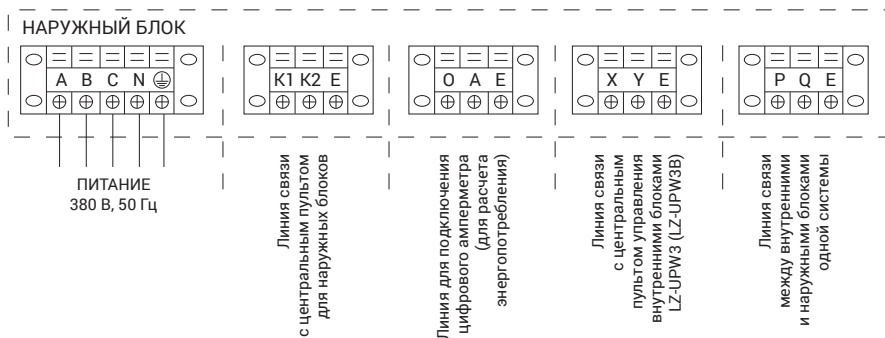 НАРУЖНЫЙ БЛОК
A B C N
K1 K2 E
O A E
X Y E
P Q E
ПИТАНИЕ
380 В, 50 Гц
Линия связи
с центральным пультом
для наружных блоков
Линия для подключения
цифрового амперметра
(для расчета
энергопотребления)
Линия связи
с центральным
пультом управления
внутренними блоками
LZ-UPW3 (LZ-UPW3B)
Линия связи
между внутренними
и наружными блоками
одной системы